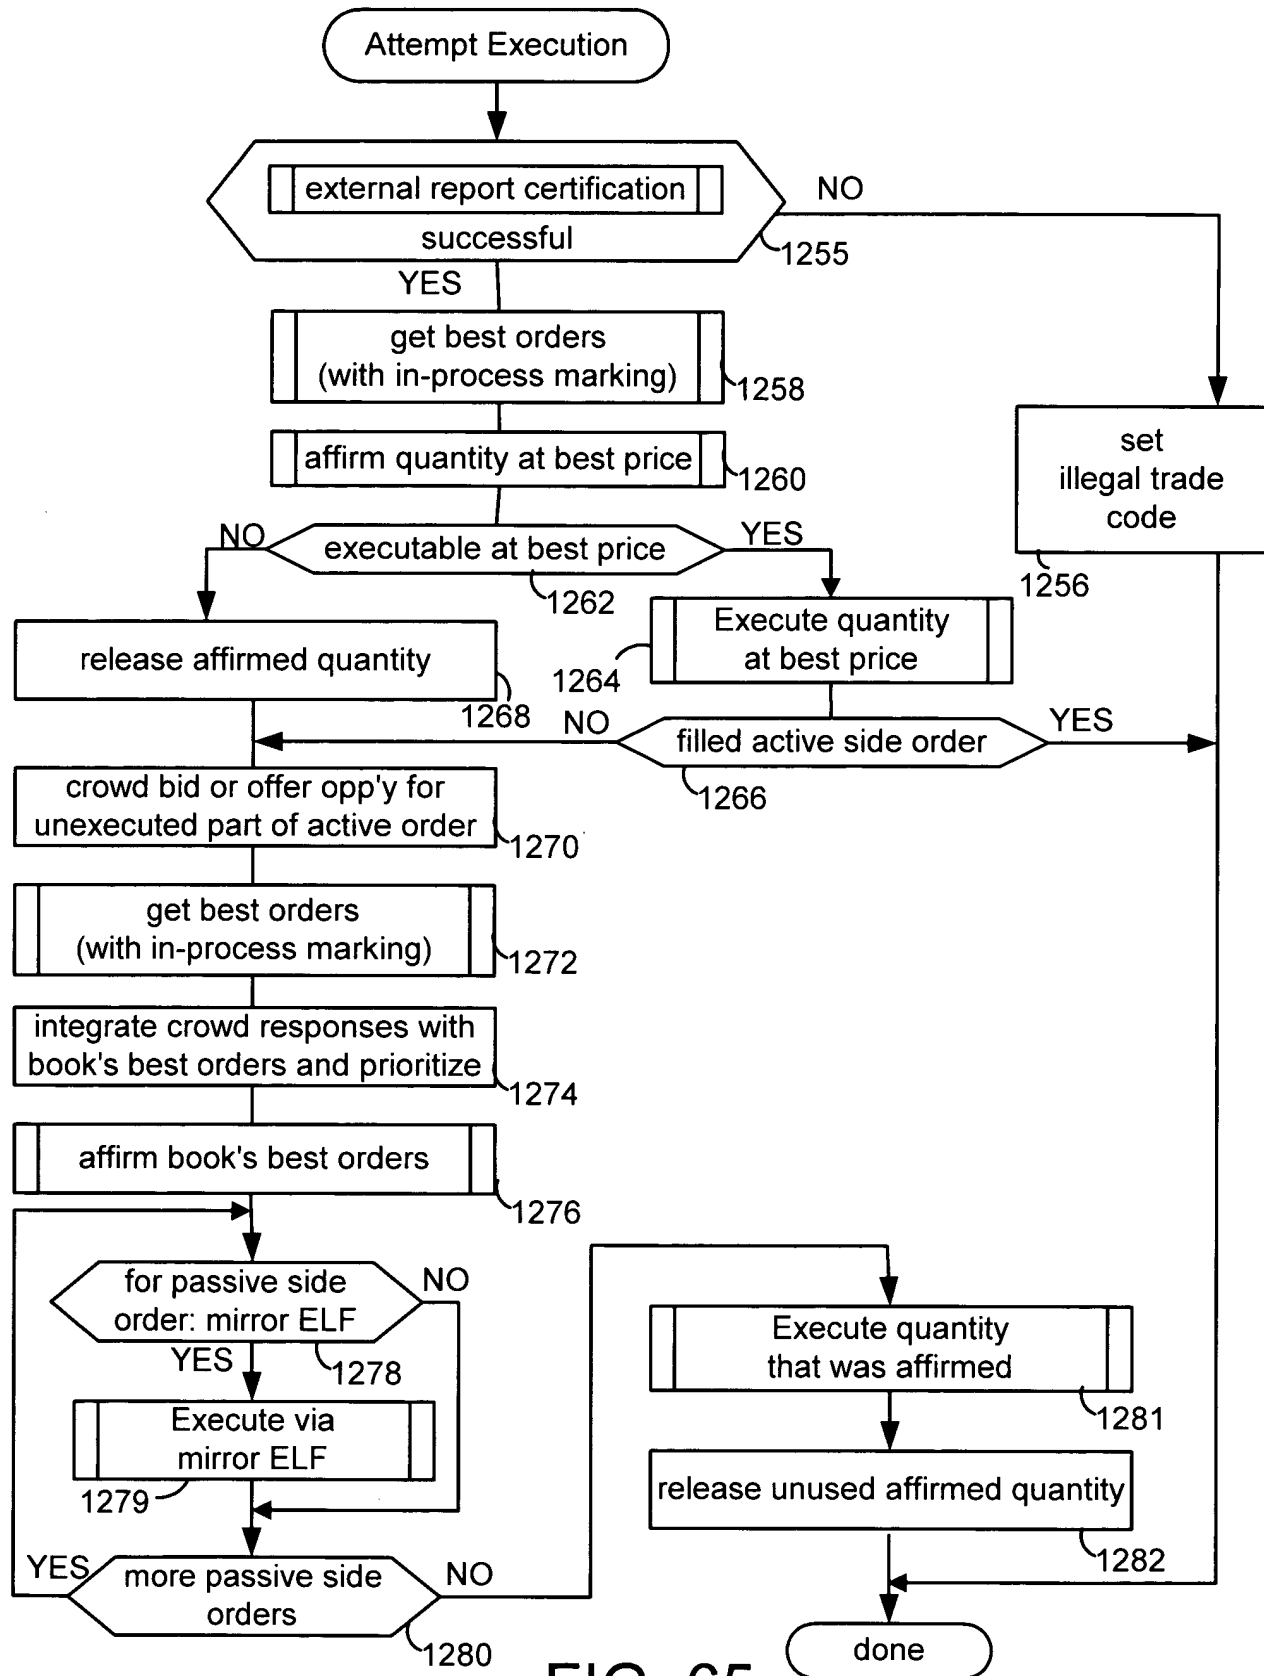 Attempt Execution
external report certification
successful
NO
1255
YES
get best orders
(with in-process marking)
1258
set
illegal trade
code
1256
affirm quantity at best price
1260
NO
executable at best price
YES
1262
Execute quantity
at best price
1264
release affirmed quantity
1268
NO
filled active side order
YES
1266
crowd bid or offer opp'y for
unexecuted part of active order
1270
get best orders
(with in-process marking)
1272
integrate crowd responses with
book's best orders and prioritize
1274
affirm book's best orders
1276
for passive side
order: mirror ELF
NO
YES
1278
Execute via
mirror ELF
1279
YES
more passive side
orders
NO
1280
Execute quantity
that was affirmed
1281
release unused affirmed quantity
1282
done
FIG. 65